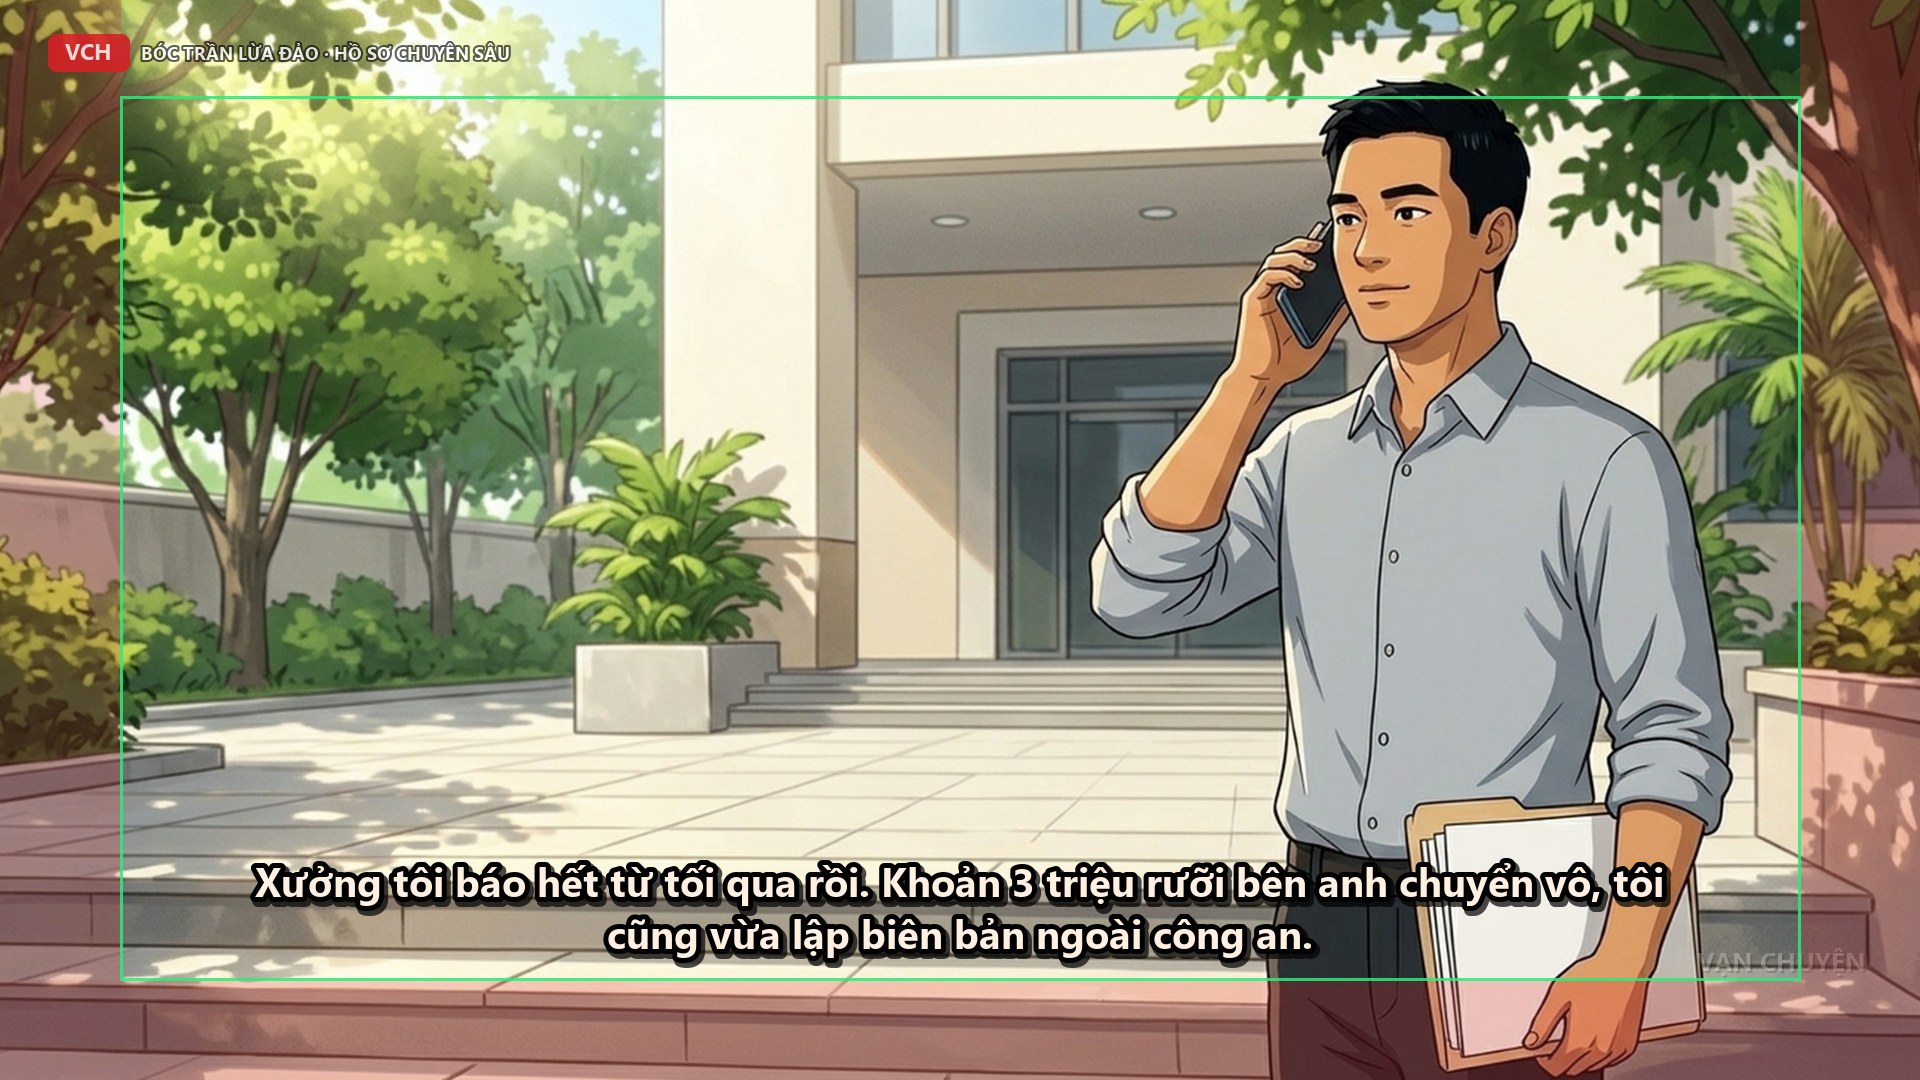 VCH BÓC TRẦN LỪA ĐẢO · HỒ SƠ CHUYÊN SÂU
Xưởng tôi báo hết từ tối qua rồi. Khoản 3 triệu rưỡi bên anh chuyển vô, tôi
cũng vừa lập biên bản ngoài công an.
VẠN CHUYỆN